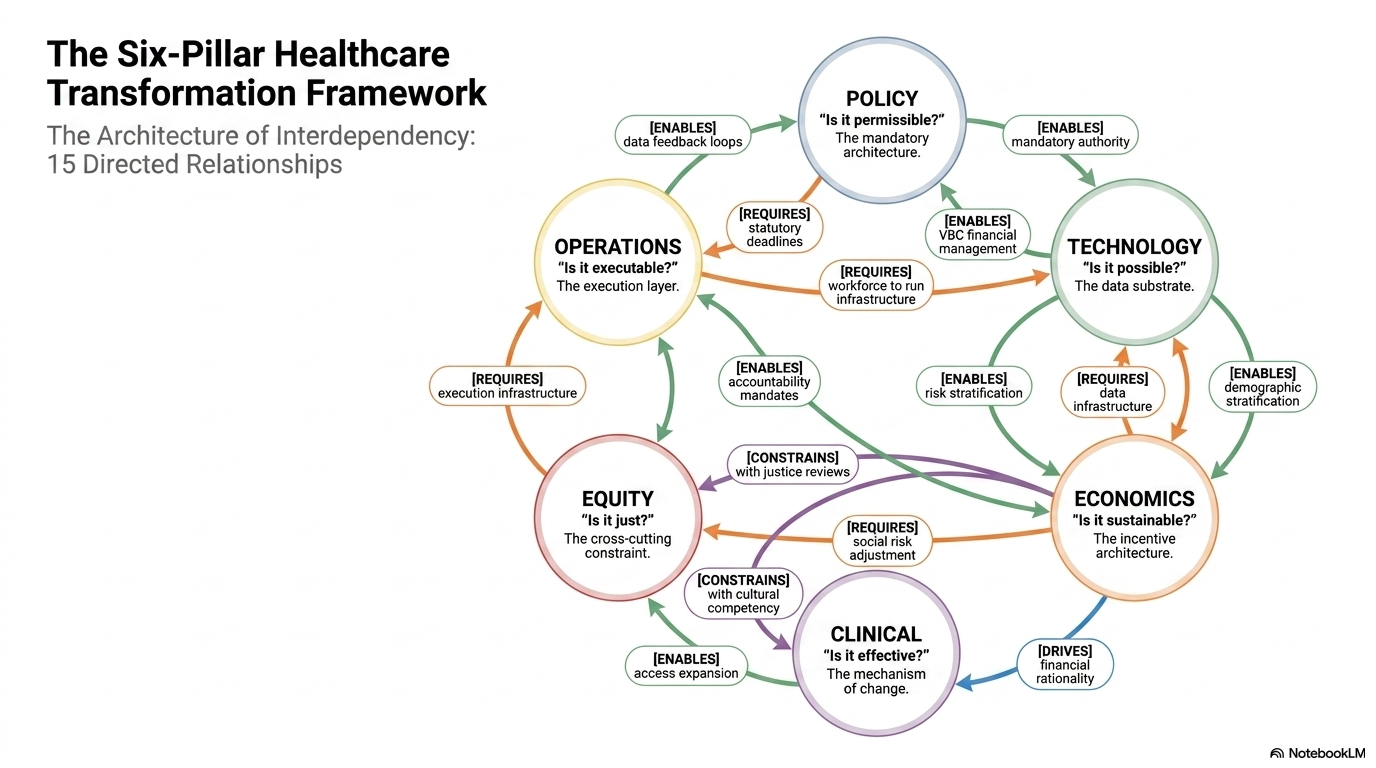 The Six-Pillar Healthcare
Transformation Framework
The Architecture of Interdependency:
15 Directed Relationships
POLICY
“Is it permissible?”
The mandatory
architecture.
[ENABLES]
data feedback loops
[ENABLES]
mandatory authority
[REQUIRES]
statutory
deadlines
[ENABLES]
VBC financial
management
OPERATIONS
“Is it executable?”
The execution layer.
TECHNOLOGY
“Is it possible?”
The data substrate.
[REQUIRES]
workforce to run
infrastructure
[REQUIRES]
execution infrastructure
[ENABLES]
accountability
mandates
[ENABLES]
risk stratification
[REQUIRES]
data
infrastructure
[ENABLES]
demographic
stratification
[CONSTRAINS]
with justice reviews
EQUITY
“Is it just?”
The cross-cutting
constraint.
ECONOMICS
“Is it sustainable?”
The incentive
architecture.
[REQUIRES]
social risk
adjustment
[CONSTRAINS]
with cultural
competency
CLINICAL
“Is it effective?”
The mechanism
of change.
[ENABLES]
access expansion
[DRIVES]
financial
rationality
NotebookLM